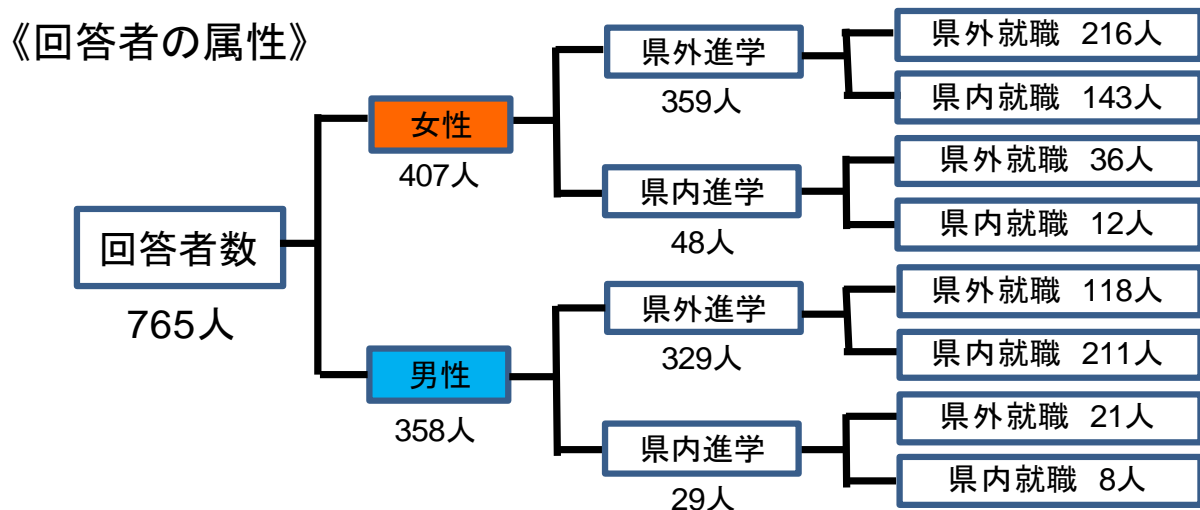 《回答者の属性》
回答者数
765人
女性
407人
男性
358人
県外進学
359人
県内進学
48人
県外進学
329人
県内進学
29人
県外就職 216人
県内就職 143人
県外就職 36人
県内就職 12人
県外就職 118人
県内就職 211人
県外就職 21人
県内就職 8人